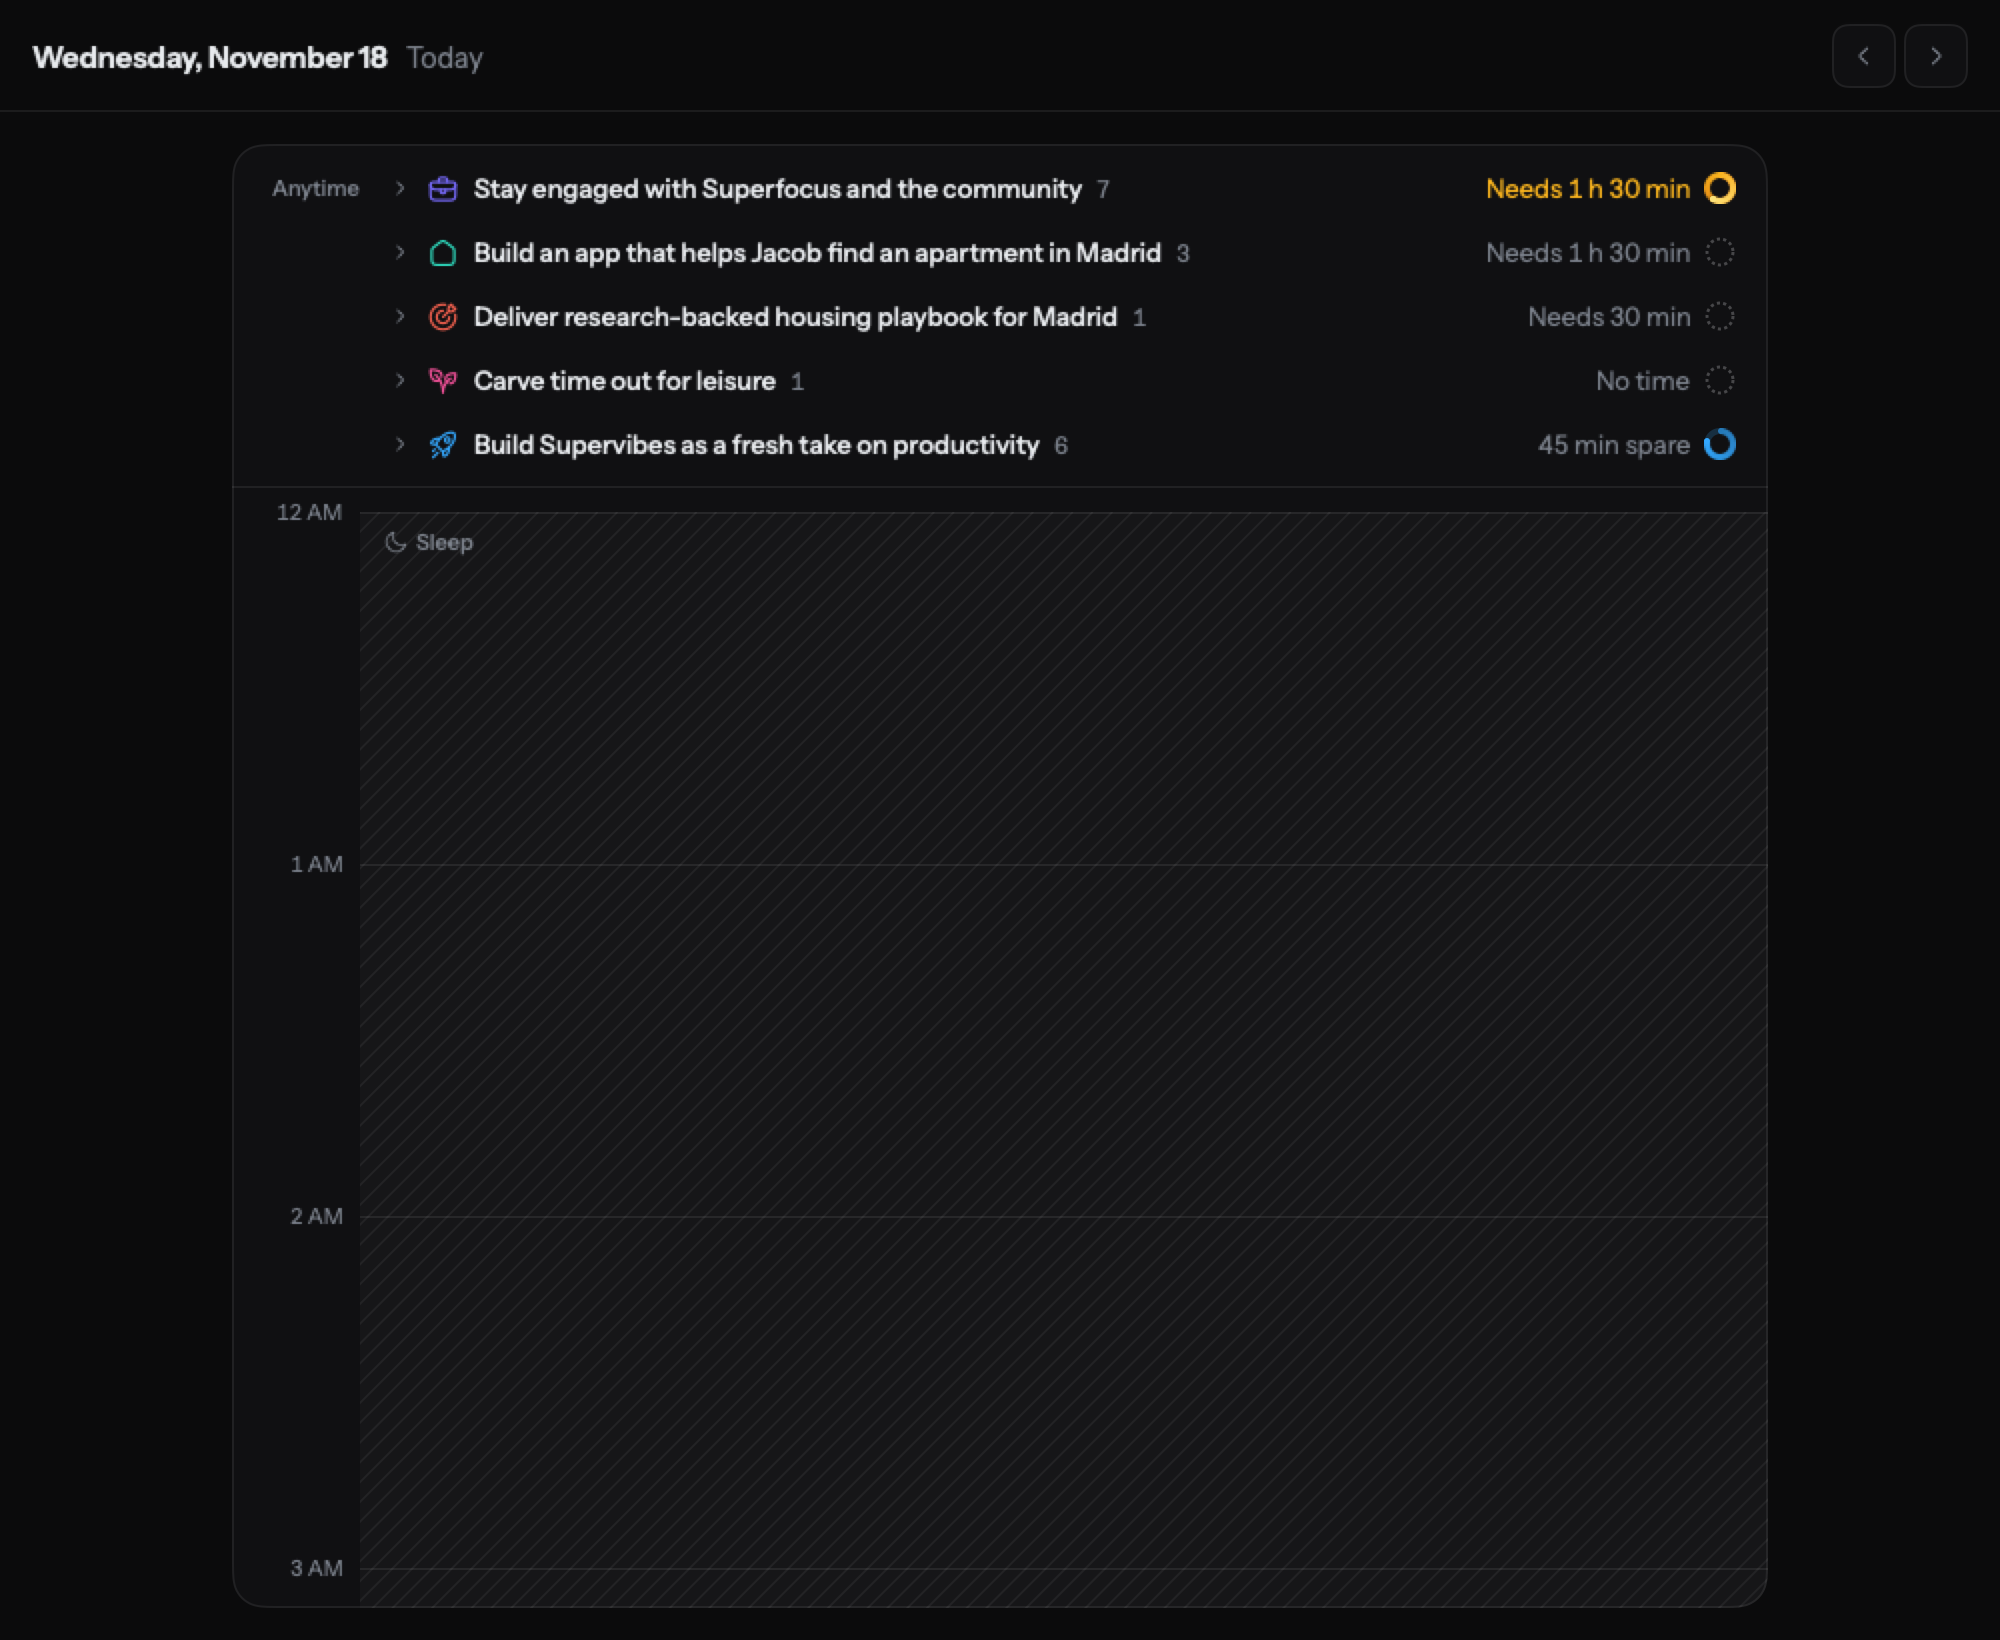 Wednesday, November 18 Today
Anytime Stay engaged with Superfocus and the community 7 Needs 1 h 30 min
Build an app that helps Jacob find an apartment in Madrid 3 Needs 1 h 30 min
Deliver research-backed housing playbook for Madrid 1 Needs 30 min
Carve time out for leisure 1 No time
Build Supervibes as a fresh take on productivity 6 45 min spare
12 AM
Sleep
1 AM
2 AM
3 AM